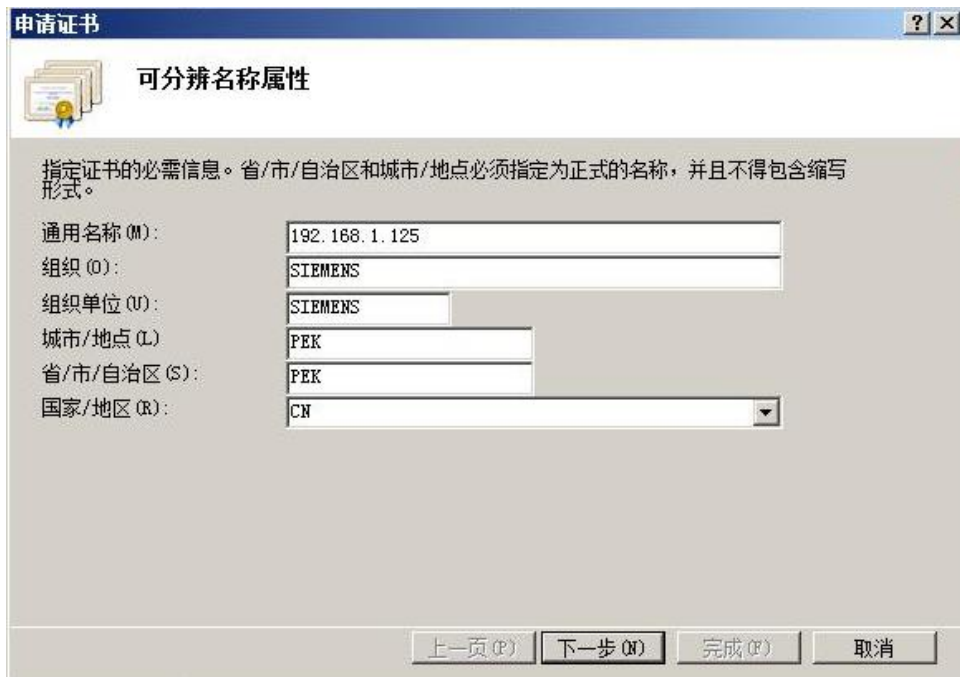 申请证书
可分辨名称属性
指定证书的必需信息。省/市/自治区和城市/地点必须指定为正式的名称，并且不得包含缩写
形式。
通用名称(M): 192.168.1.125
组织(O): SIEMENS
组织单位(U): SIEMENS
城市/地点(L) PEK
省/市/自治区(S): PEK
国家/地区(R): CN
上一页(P) 下一步(N) 完成(F) 取消